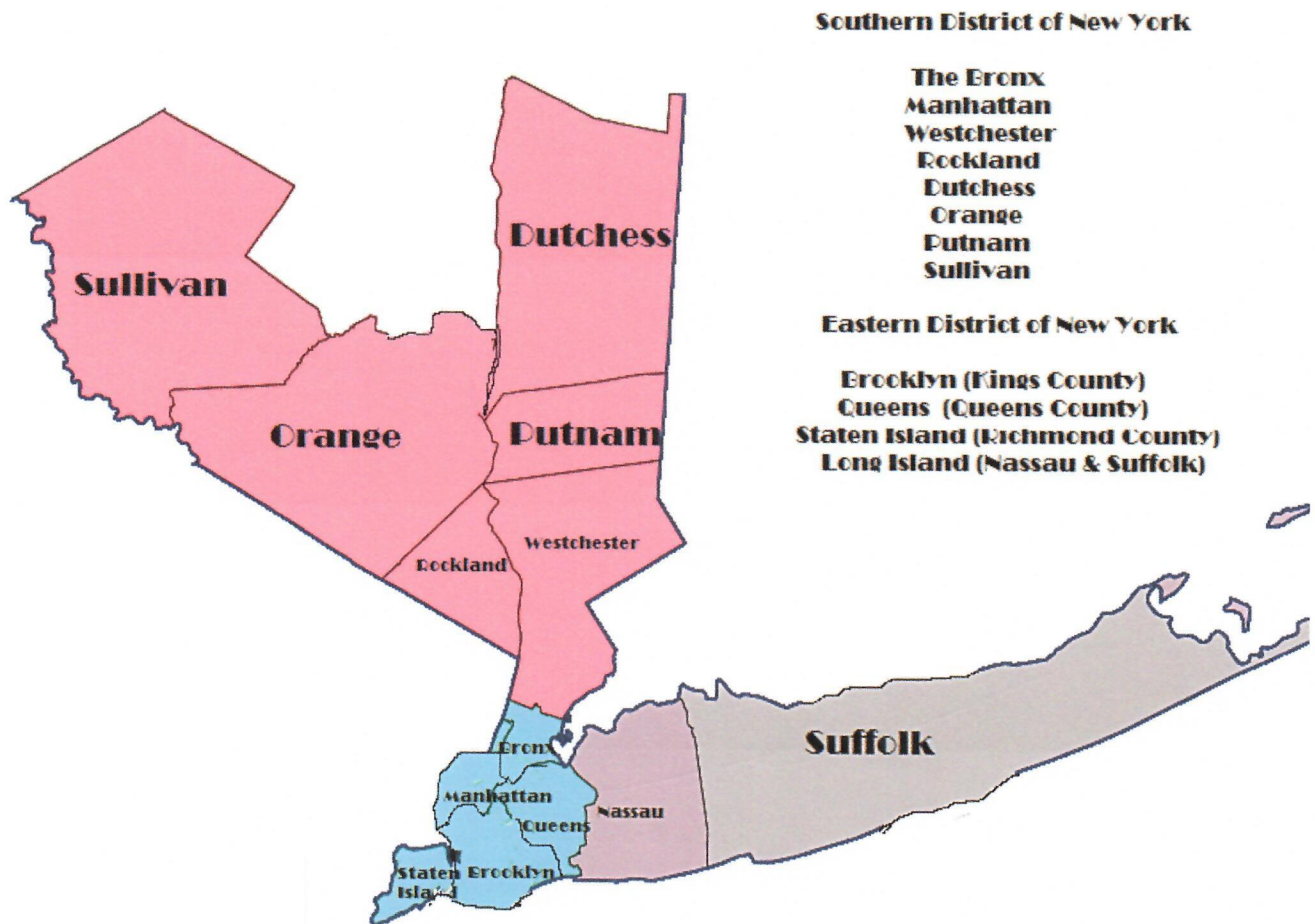 Southern District of New York
The Bronx
Manhattan
Westchester
Rockland
Dutchess
Orange
Putnam
Sullivan
Eastern District of New York
Brooklyn (Kings County)
Queens (Queens County)
Staten Island (Richmond County)
Long Island (Nassau & Suffolk)
Dutchess
Sullivan
Orange
Putnam
Westchester
Rockland
Suffolk
Bronx
Manhattan
Nassau
Queens
Staten
Island
Brooklyn